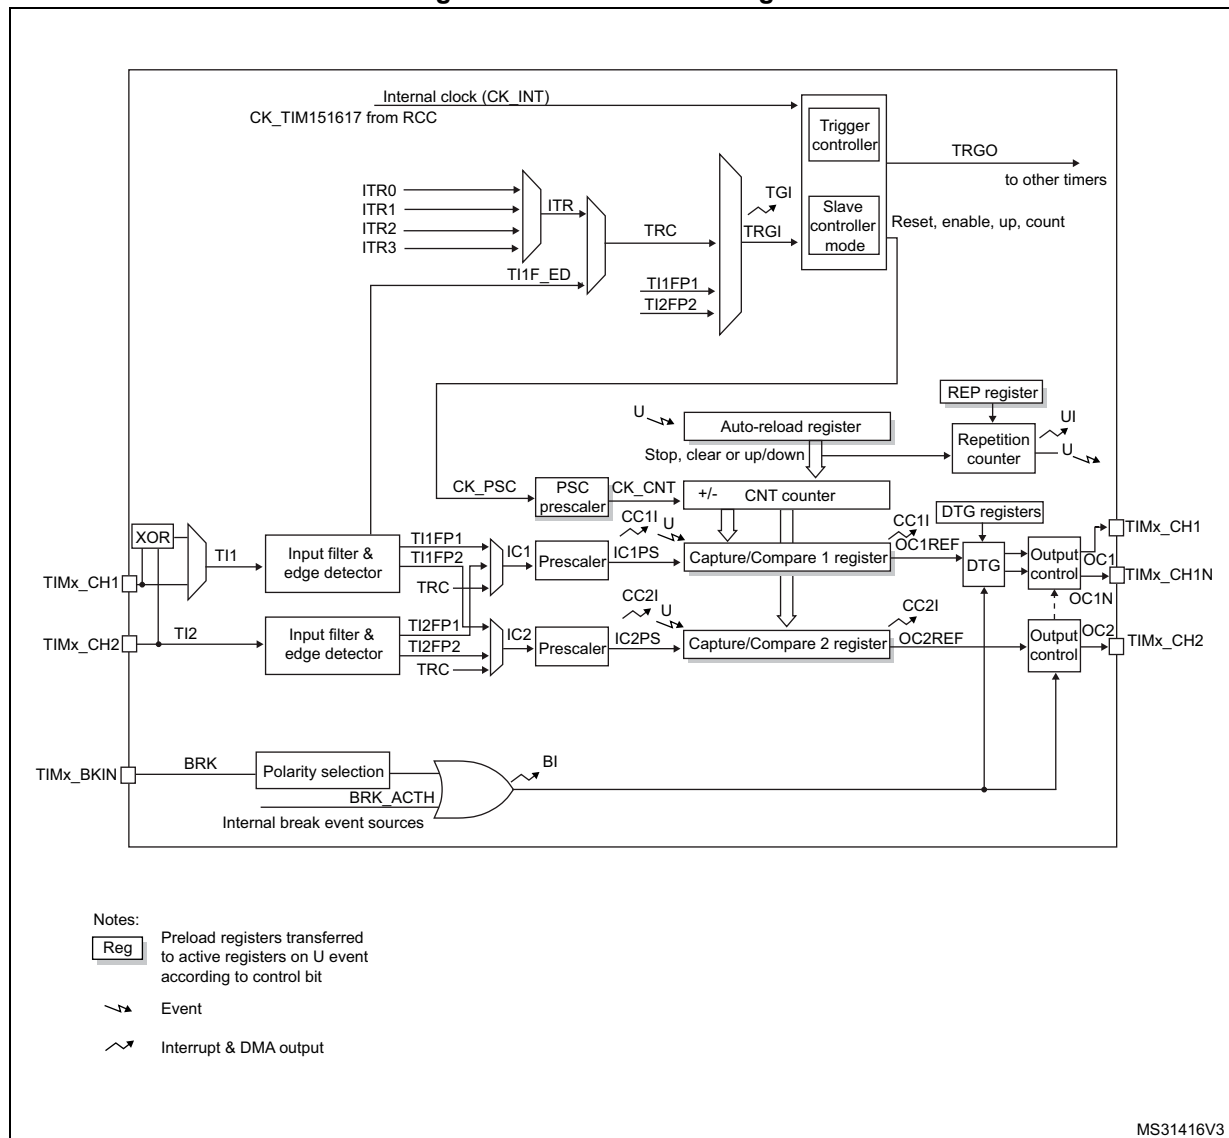 Internal clock (CK_INT)
CK_TIM151617 from RCC
Trigger
controller
TRGO
to other timers
ITR0
ITR1
ITR2
ITR3
ITR
TRC
TGI
TRGI
Slave
controller
mode
Reset, enable, up, count
TI1F_ED
TI1FP1
TI2FP2
REP register
U
Auto-reload register
Repetition
counter
UI
U
Stop, clear or up/down
CK_PSC
PSC
prescaler
CK_CNT
+/-
CNT counter
DTG registers
XOR
TI1
Input filter &
edge detector
TI1FP1
TI1FP2
TRC
IC1
Prescaler
IC1PS
CC1I
U
Capture/Compare 1 register
CC1I
OC1REF
DTG
Output
control
OC1
OC1N
TIMx_CH1
TIMx_CH1N
TIMx_CH1
TIMx_CH2
TI2
Input filter &
edge detector
TI2FP1
TI2FP2
TRC
IC2
Prescaler
IC2PS
CC2I
U
Capture/Compare 2 register
CC2I
OC2REF
Output
control
OC2
TIMx_CH2
TIMx_BKIN
BRK
Polarity selection
BRK_ACTH
Internal break event sources
BI
Notes:
Reg
Preload registers transferred
to active registers on U event
according to control bit
Event
Interrupt & DMA output
MS31416V3